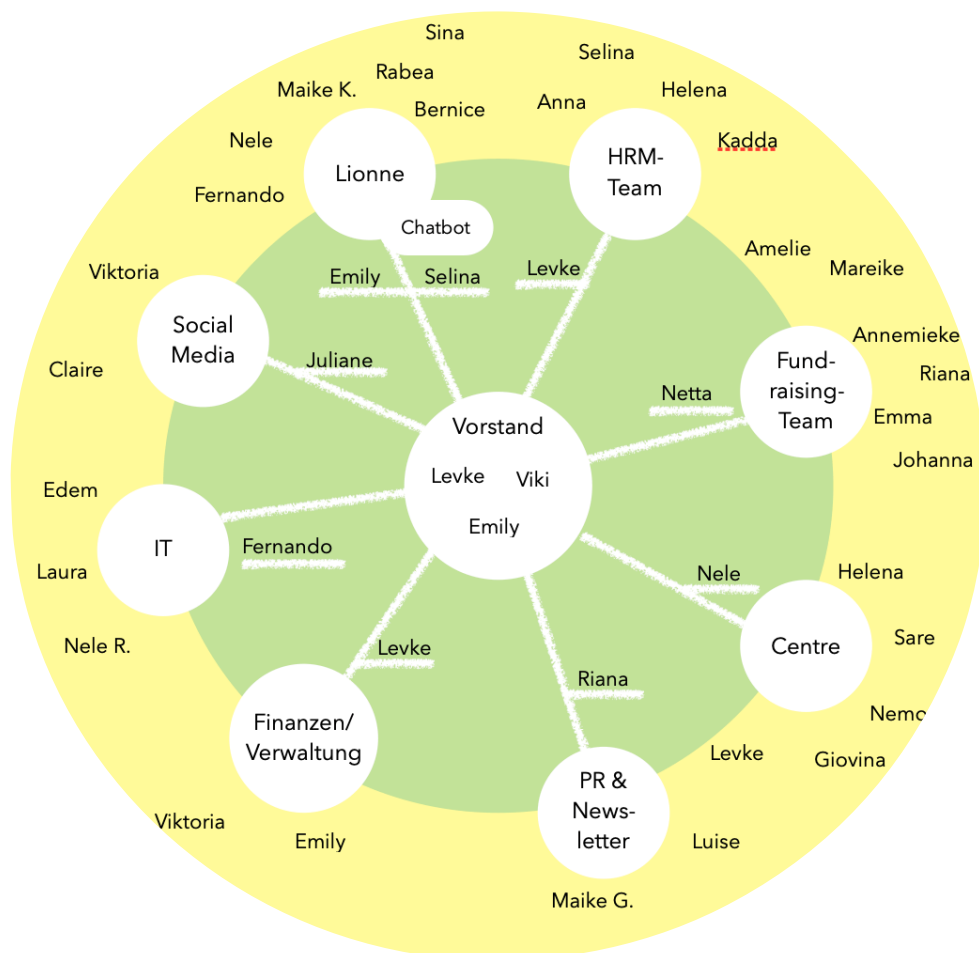 Sina
Selina
Rabea
Maike K.
Helena
Bernice
Anna
Nele
Kadda
HRM-
Team
Lionne
Fernando
Chatbot
Amelie
Mareike
Viktoria
Emily
Selina
Levke
Social
Media
Annemieke
Juliane
Fund-
raising-
Team
Claire
Riana
Netta
Emma
Vorstand
Johanna
Levke
Viki
Edem
Emily
IT
Fernando
Laura
Nele
Helena
Nele R.
Levke
Centre
Sare
Riana
Finanzen/
Verwaltung
Nemo
Levke
Giovina
PR &
News-
letter
Viktoria
Emily
Luise
Maike G.